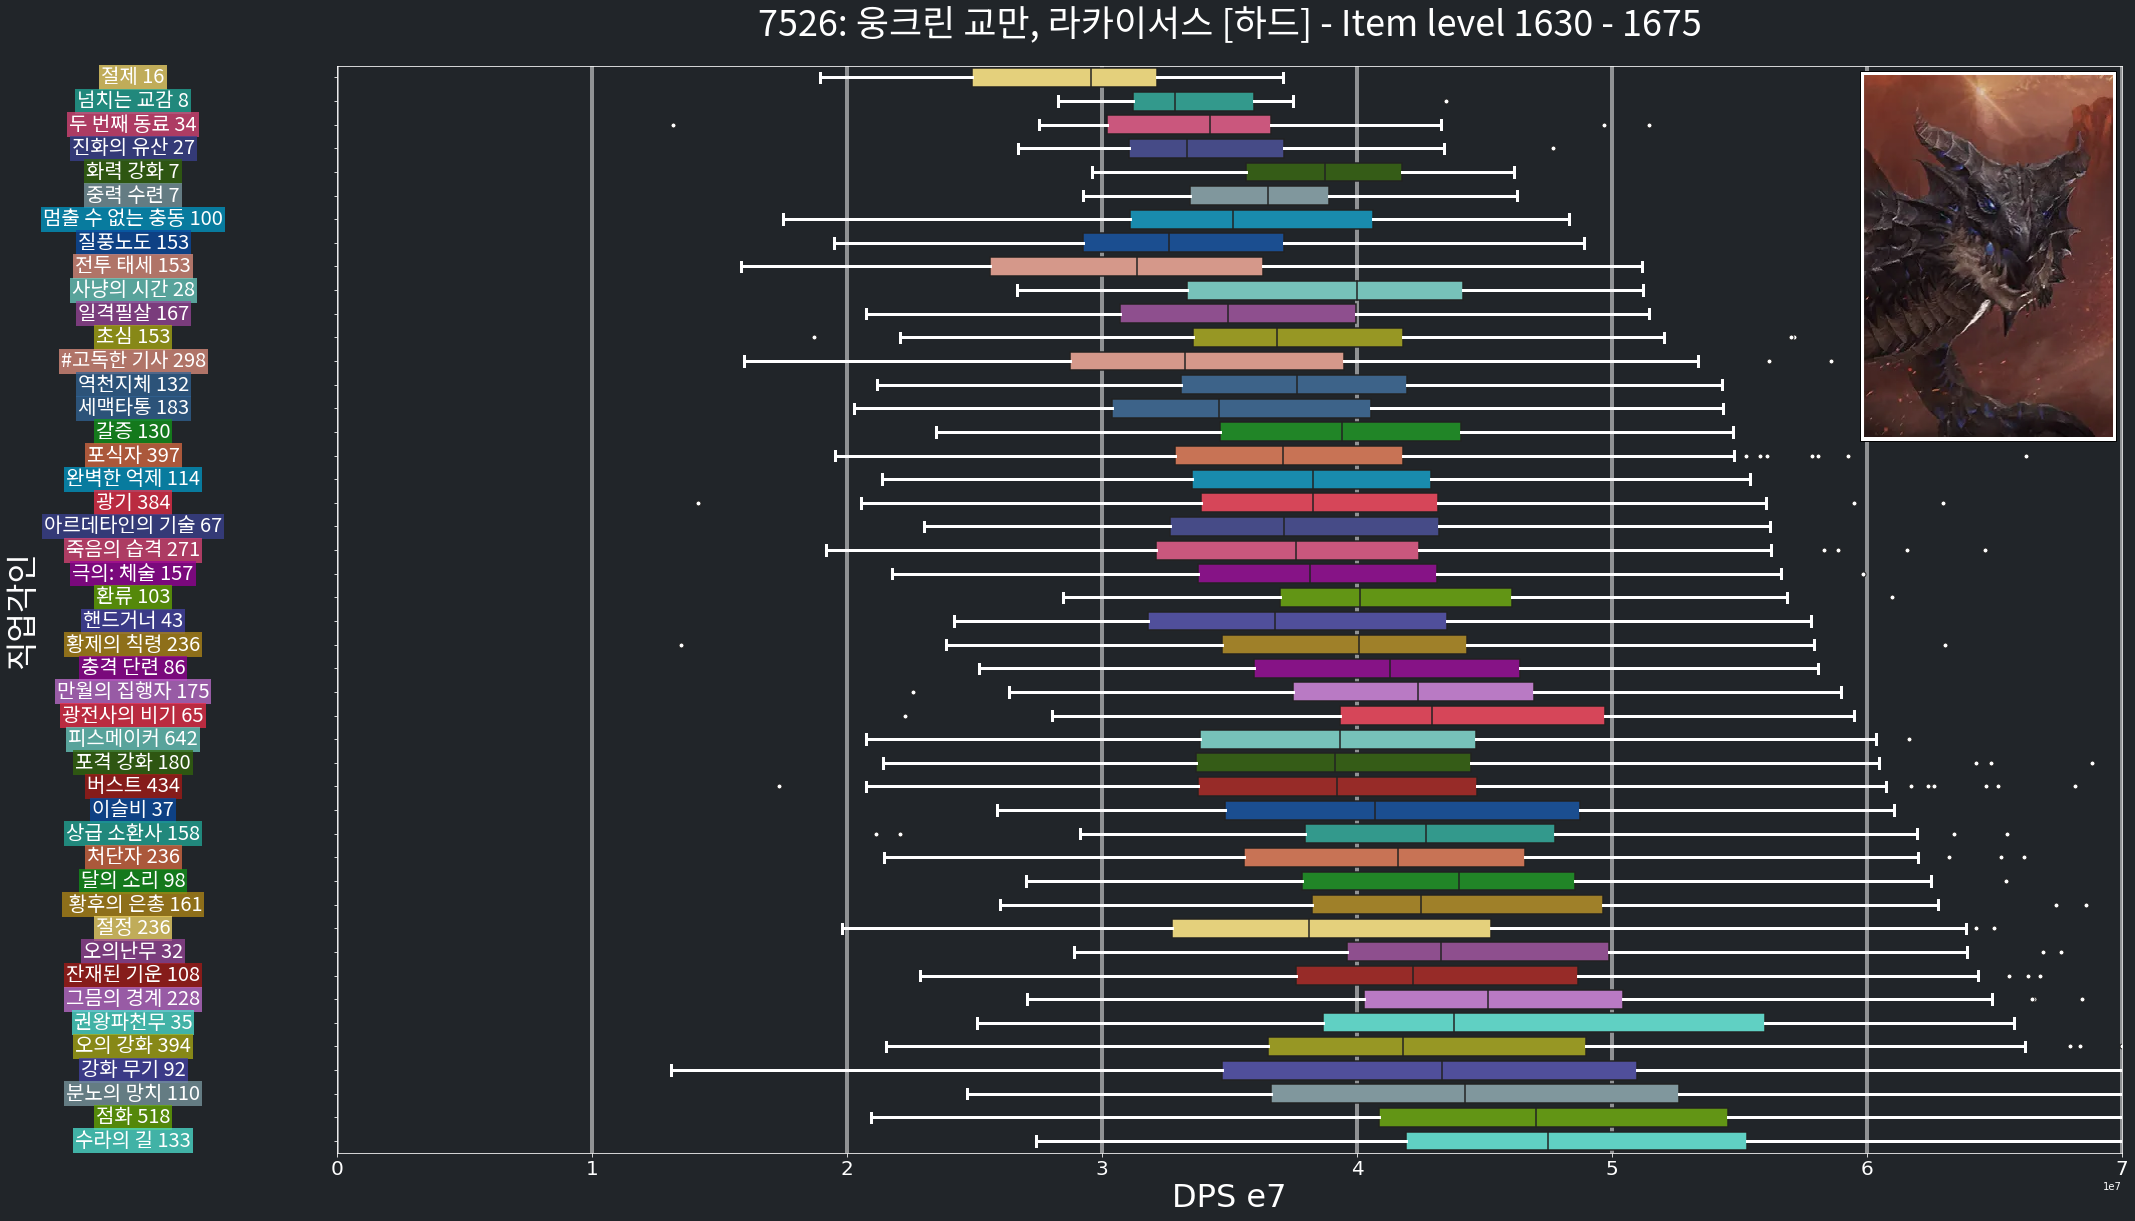 7526: 웅크린 교만, 라카이서스 [하드] - Item level 1630 - 1675
절제 16
넘치는 교감 8
두 번째 동료 34
진화의 유산 27
화력 강화 7
중력 수련 7
멈출 수 없는 충동 100
질풍노도 153
전투 태세 153
사냥의 시간 28
일격필살 167
초심 153
#고독한 기사 298
역천지체 132
세맥타통 183
갈증 130
포식자 397
완벽한 억제 114
광기 384
아르데타인의 기술 67
죽음의 습격 271
극의: 체술 157
환류 103
핸드거너 43
황제의 칙령 236
충격 단련 86
만월의 집행자 175
광전사의 비기 65
피스메이커 642
포격 강화 180
버스트 434
이슬비 37
상급 소환사 158
처단자 236
달의 소리 98
황후의 은총 161
절정 236
오의난무 32
잔재된 기운 108
그믐의 경계 228
권왕파천무 35
오의 강화 394
강화 무기 92
분노의 망치 110
점화 518
수라의 길 133
직업각인
0 1 2 3 4 5 6 7
1e7
DPS e7